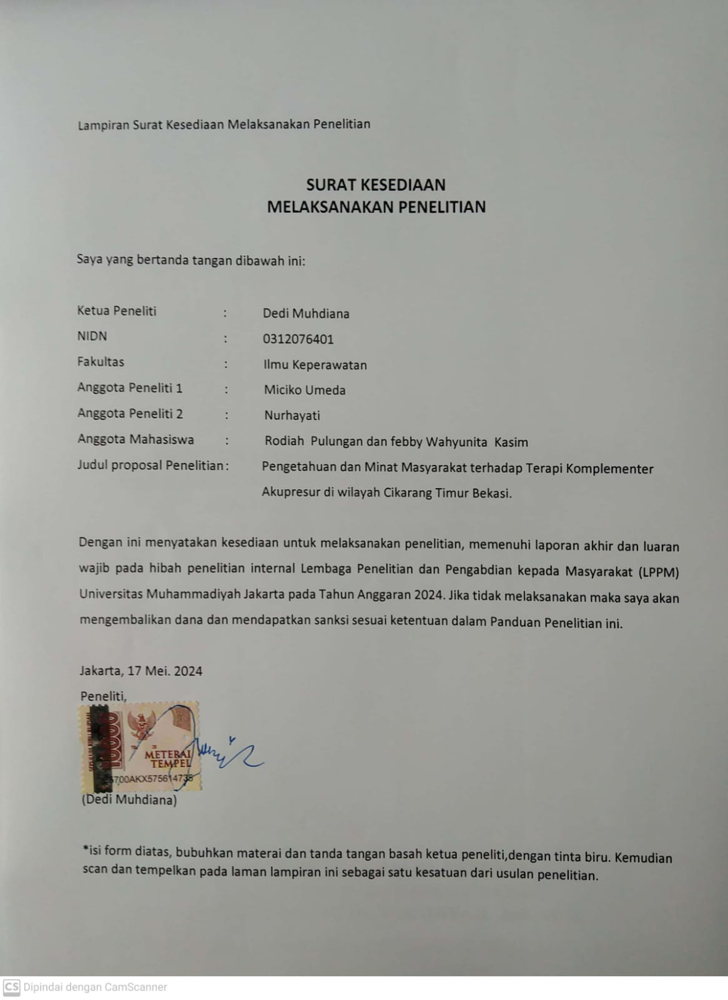 Lampiran Surat Kesediaan Melaksanakan Penelitian
SURAT KESEDIAAN
MELAKSANAKAN PENELITIAN
Saya yang bertanda tangan dibawah ini:
Ketua Peneliti : Dedi Muhdiana
NIDN : 0312076401
Fakultas : Ilmu Keperawatan
Anggota Peneliti 1 : Miciko Umeda
Anggota Peneliti 2 : Nurhayati
Anggota Mahasiswa : Rodiah Pulungan dan febby Wahyunita Kasim
Judul proposal Penelitian : Pengetahuan dan Minat Masyarakat terhadap Terapi Komplementer
Akupresur di wilayah Cikarang Timur Bekasi.
Dengan ini menyatakan kesediaan untuk melaksanakan penelitian, memenuhi laporan akhir dan luaran
wajib pada hibah penelitian internal Lembaga Penelitian dan Pengabdian kepada Masyarakat (LPPM)
Universitas Muhammadiyah Jakarta pada Tahun Anggaran 2024. Jika tidak melaksanakan maka saya akan
mengembalikan dana dan mendapatkan sanksi sesuai ketentuan dalam Panduan Penelitian ini.
Jakarta, 17 Mei. 2024
Peneliti,
SEPULUH RIBU RUPIAH
10000
METERAI
TEMPEL
5700AKX575614738
(Dedi Muhdiana)
*isi form diatas, bubuhkan materai dan tanda tangan basah ketua peneliti,dengan tinta biru. Kemudian
scan dan tempelkan pada laman lampiran ini sebagai satu kesatuan dari usulan penelitian.
CS Dipindai dengan CamScanner